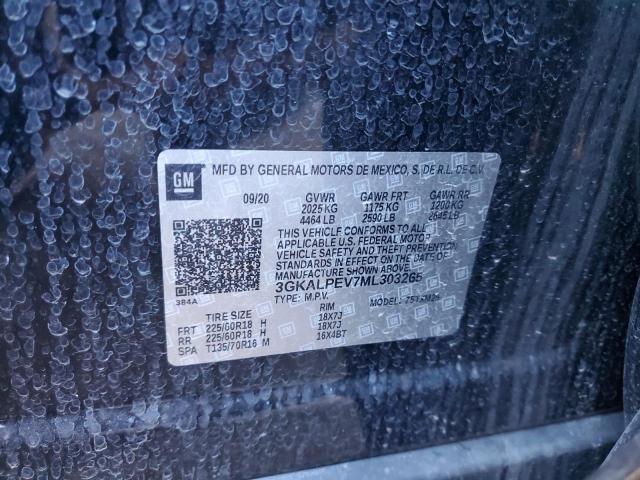 GM
MFD BY GENERAL MOTORS DE MEXICO, S. DE R.L. DE C.V.
09/20 GVWR GAWR FRT GAWR RR
2025 KG 1175 KG 1200 KG
4464 LB 2590 LB 2645 LB
THIS VEHICLE CONFORMS TO ALL
APPLICABLE U.S. FEDERAL MOTOR
VEHICLE SAFETY AND THEFT PREVENTION
STANDARDS IN EFFECT ON THE DATE OF
MANUFACTURE SHOWN ABOVE.
3GKALPEV7ML303265
384A
TYPE: M.P.V.
TIRE SIZE RIM
FRT 225/60R18 H 18X7J
RR 225/60R18 H 18X7J
SPA T135/70R16 M 16X4BT